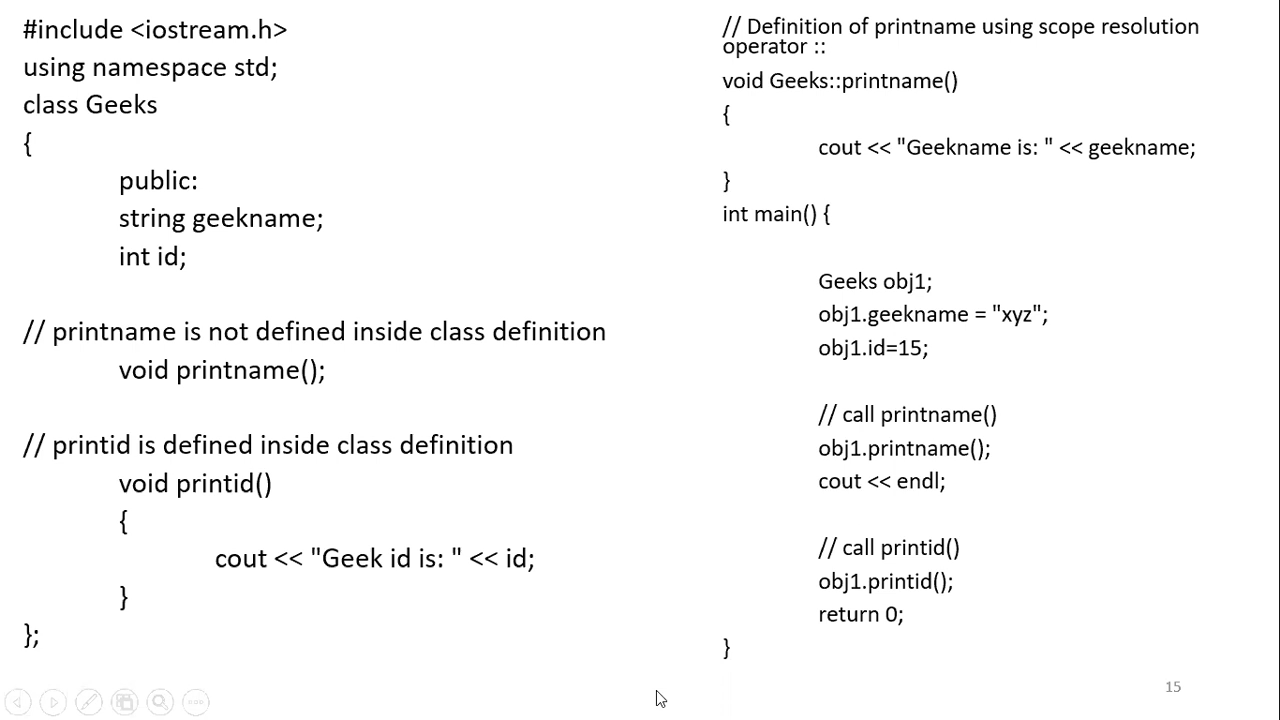 #include <iostream.h>
using namespace std;
class Geeks
{
public:
string geekname;
int id;
// printname is not defined inside class definition
void printname();
// printid is defined inside class definition
void printid()
{
cout << "Geek id is: " << id;
}
};
// Definition of printname using scope resolution
operator ::
void Geeks::printname()
{
cout << "Geekname is: " << geekname;
}
int main() {
Geeks obj1;
obj1.geekname = "xyz";
obj1.id=15;
// call printname()
obj1.printname();
cout << endl;
// call printid()
obj1.printid();
return 0;
}
15